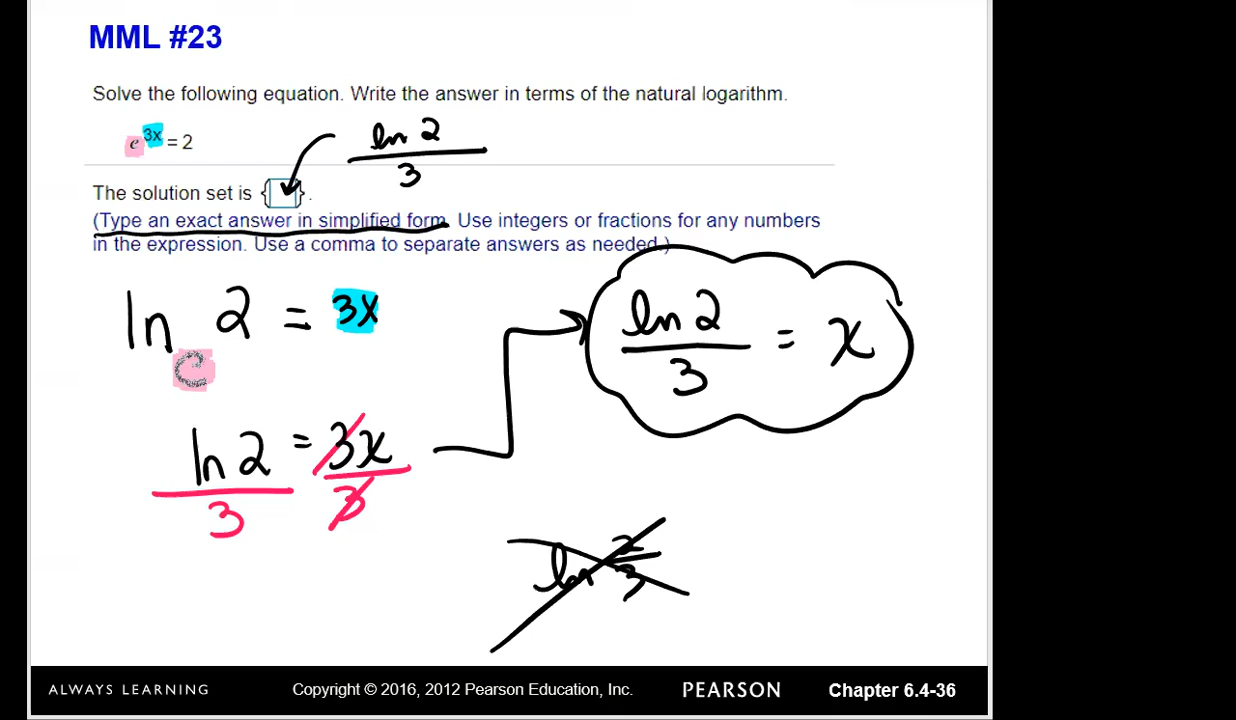 MML #23
Solve the following equation. Write the answer in terms of the natural logarithm.
e^3x = 2
ln 2
3
The solution set is { }.
(Type an exact answer in simplified form. Use integers or fractions for any numbers
in the expression. Use a comma to separate answers as needed.)
ln e 2 = 3x
ln 2 / 3 = x
ln 2 = 3x
3 3
ln 2/3
ALWAYS LEARNING
Copyright © 2016, 2012 Pearson Education, Inc.
PEARSON
Chapter 6.4-36